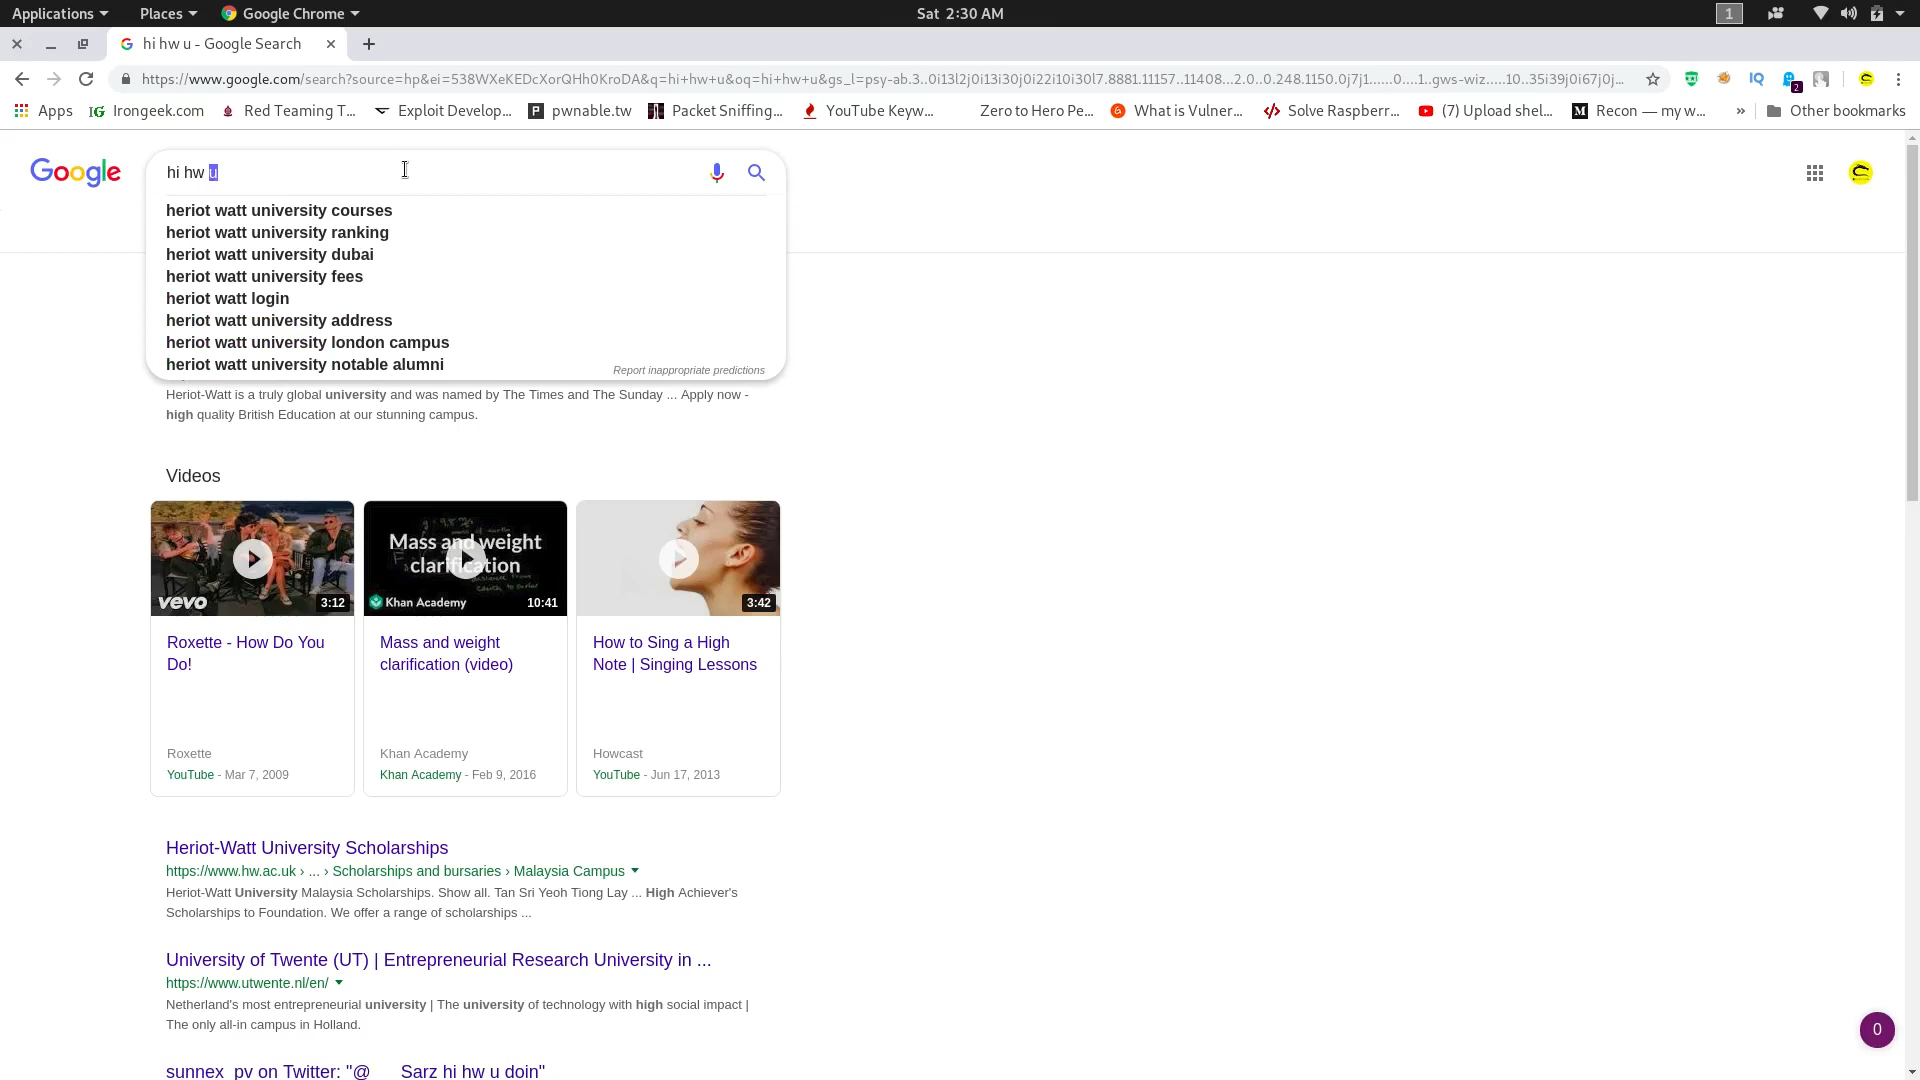 Applications Places Google Chrome Sat 2:30 AM 1
hi hw u - Google Search
https://www.google.com/search?source=hp&ei=538WXeKEDcXorQHh0KroDA&q=hi+hw+u&oq=hi+hw+u&gs_l=psy-ab.3..0i13l2j0i13i30j0i22i10i30l7.8881.11157..11408...2.0..0.248.1150.0j7j1......0....1..gws-wiz.....10..35i39j0i67j0j... IQ 2
Apps IG Irongeek.com Red Teaming T... Exploit Develop... P pwnable.tw Packet Sniffing... YouTube Keyw... Zero to Hero Pe... What is Vulner... Solve Raspberr... (7) Upload shel... M Recon — my w... » Other bookmarks
Google hi hw u
heriot watt university courses
heriot watt university ranking
heriot watt university dubai
heriot watt university fees
heriot watt login
heriot watt university address
heriot watt university london campus
heriot watt university notable alumni
Report inappropriate predictions
Heriot-Watt is a truly global university and was named by The Times and The Sunday ... Apply now -
high quality British Education at our stunning campus.
Videos
vevo 3:12
Roxette - How Do You
Do!
Roxette
YouTube - Mar 7, 2009
Mass and weight
clarification
Khan Academy 10:41
Mass and weight
clarification (video)
Khan Academy
Khan Academy - Feb 9, 2016
3:42
How to Sing a High
Note | Singing Lessons
Howcast
YouTube - Jun 17, 2013
Heriot-Watt University Scholarships
https://www.hw.ac.uk › ... › Scholarships and bursaries › Malaysia Campus
Heriot-Watt University Malaysia Scholarships. Show all. Tan Sri Yeoh Tiong Lay ... High Achiever's
Scholarships to Foundation. We offer a range of scholarships ...
University of Twente (UT) | Entrepreneurial Research University in ...
https://www.utwente.nl/en/
Netherland's most entrepreneurial university | The university of technology with high social impact |
The only all-in campus in Holland.
0
sunnex_pv on Twitter: "@___Sarz hi hw u doin"